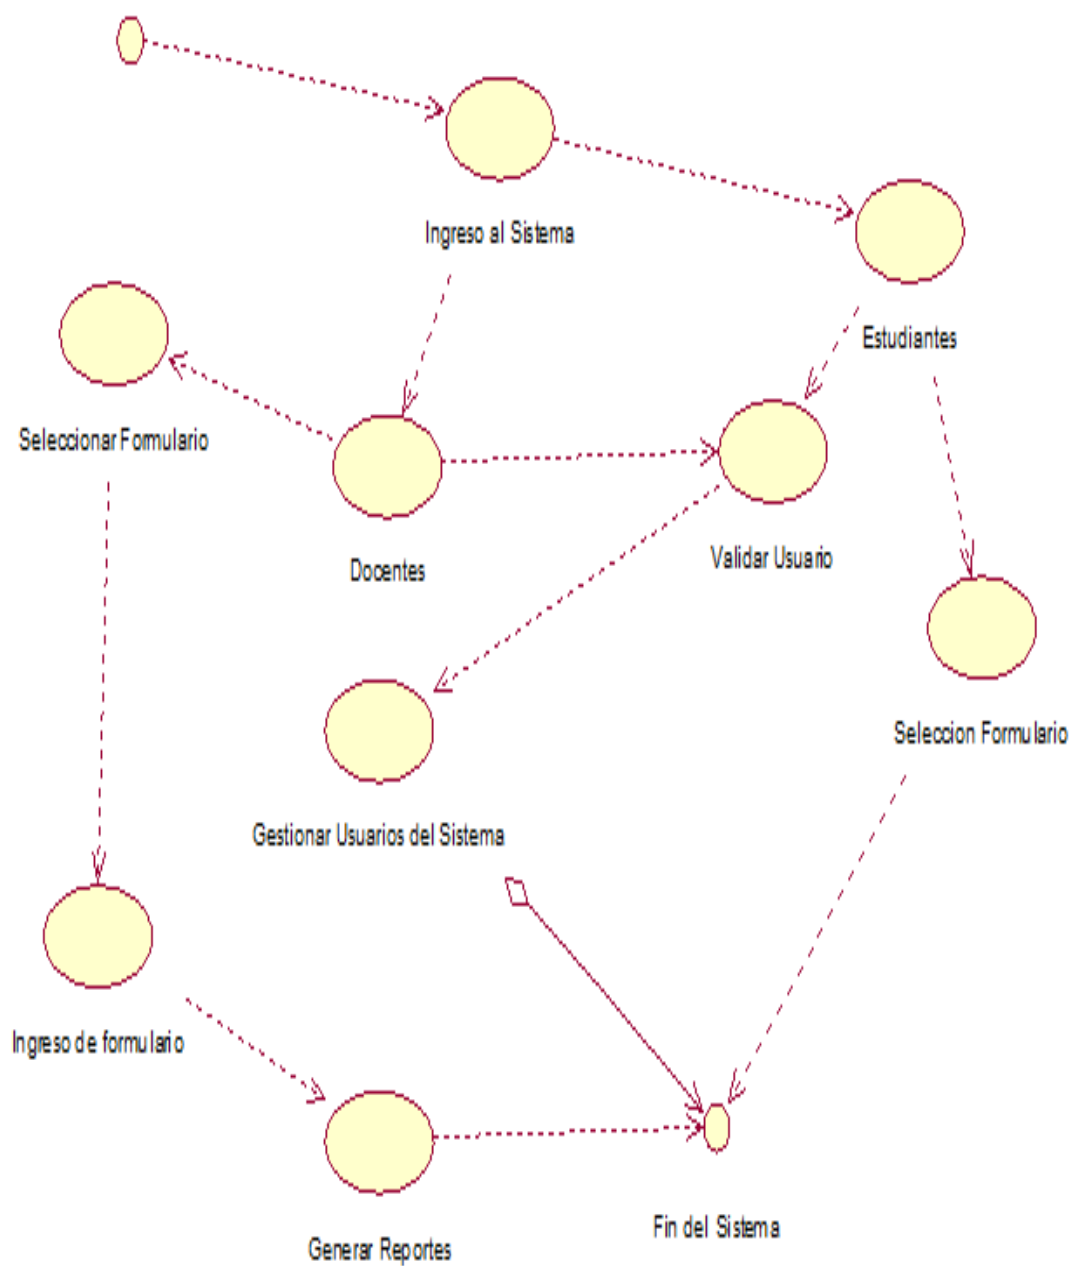 Ingreso al Sistema
Estudiantes
Seleccionar Formulario
Docentes
Validar Usuario
Seleccion Formulario
Gestionar Usuarios del Sistema
Ingreso de formulario
Fin del Sistema
Generar Reportes